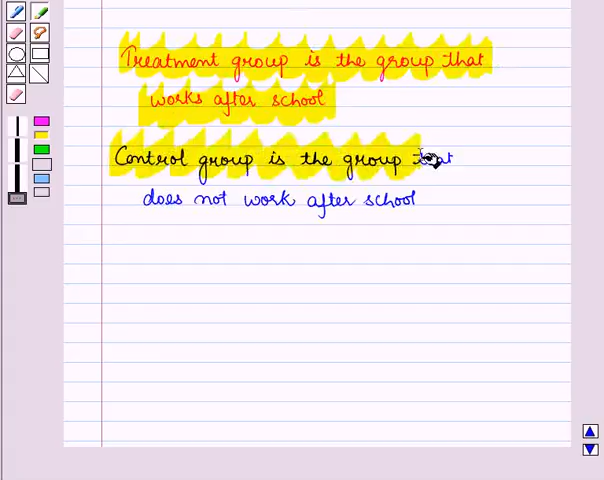 Treatment group is the group that
works after school
Control group is the group that
does not work after school